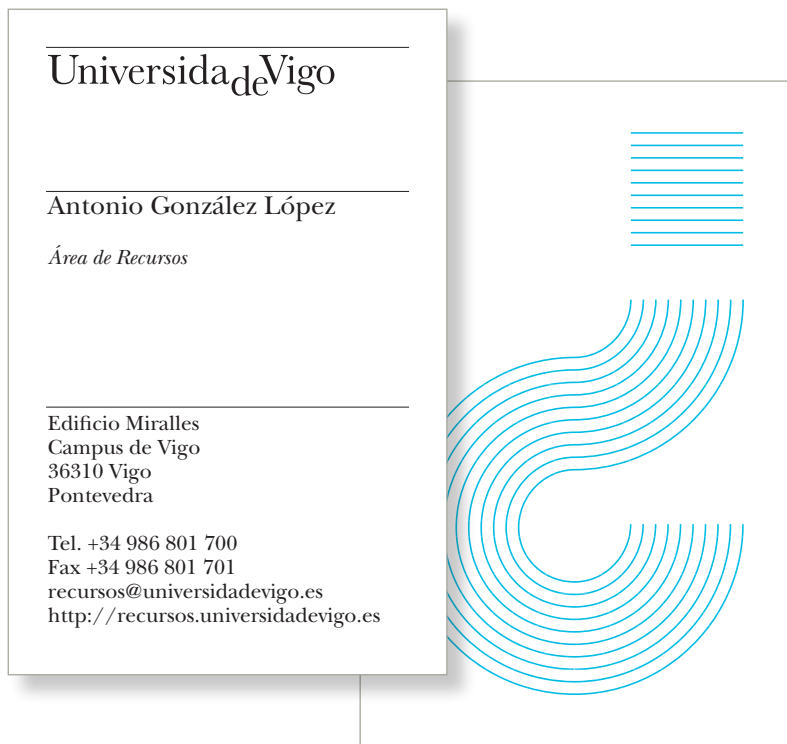 UniversidadeVigo
Antonio González López
Área de Recursos
Edificio Miralles
Campus de Vigo
36310 Vigo
Pontevedra
Tel. +34 986 801 700
Fax +34 986 801 701
recursos@universidadevigo.es
http://recursos.universidadevigo.es